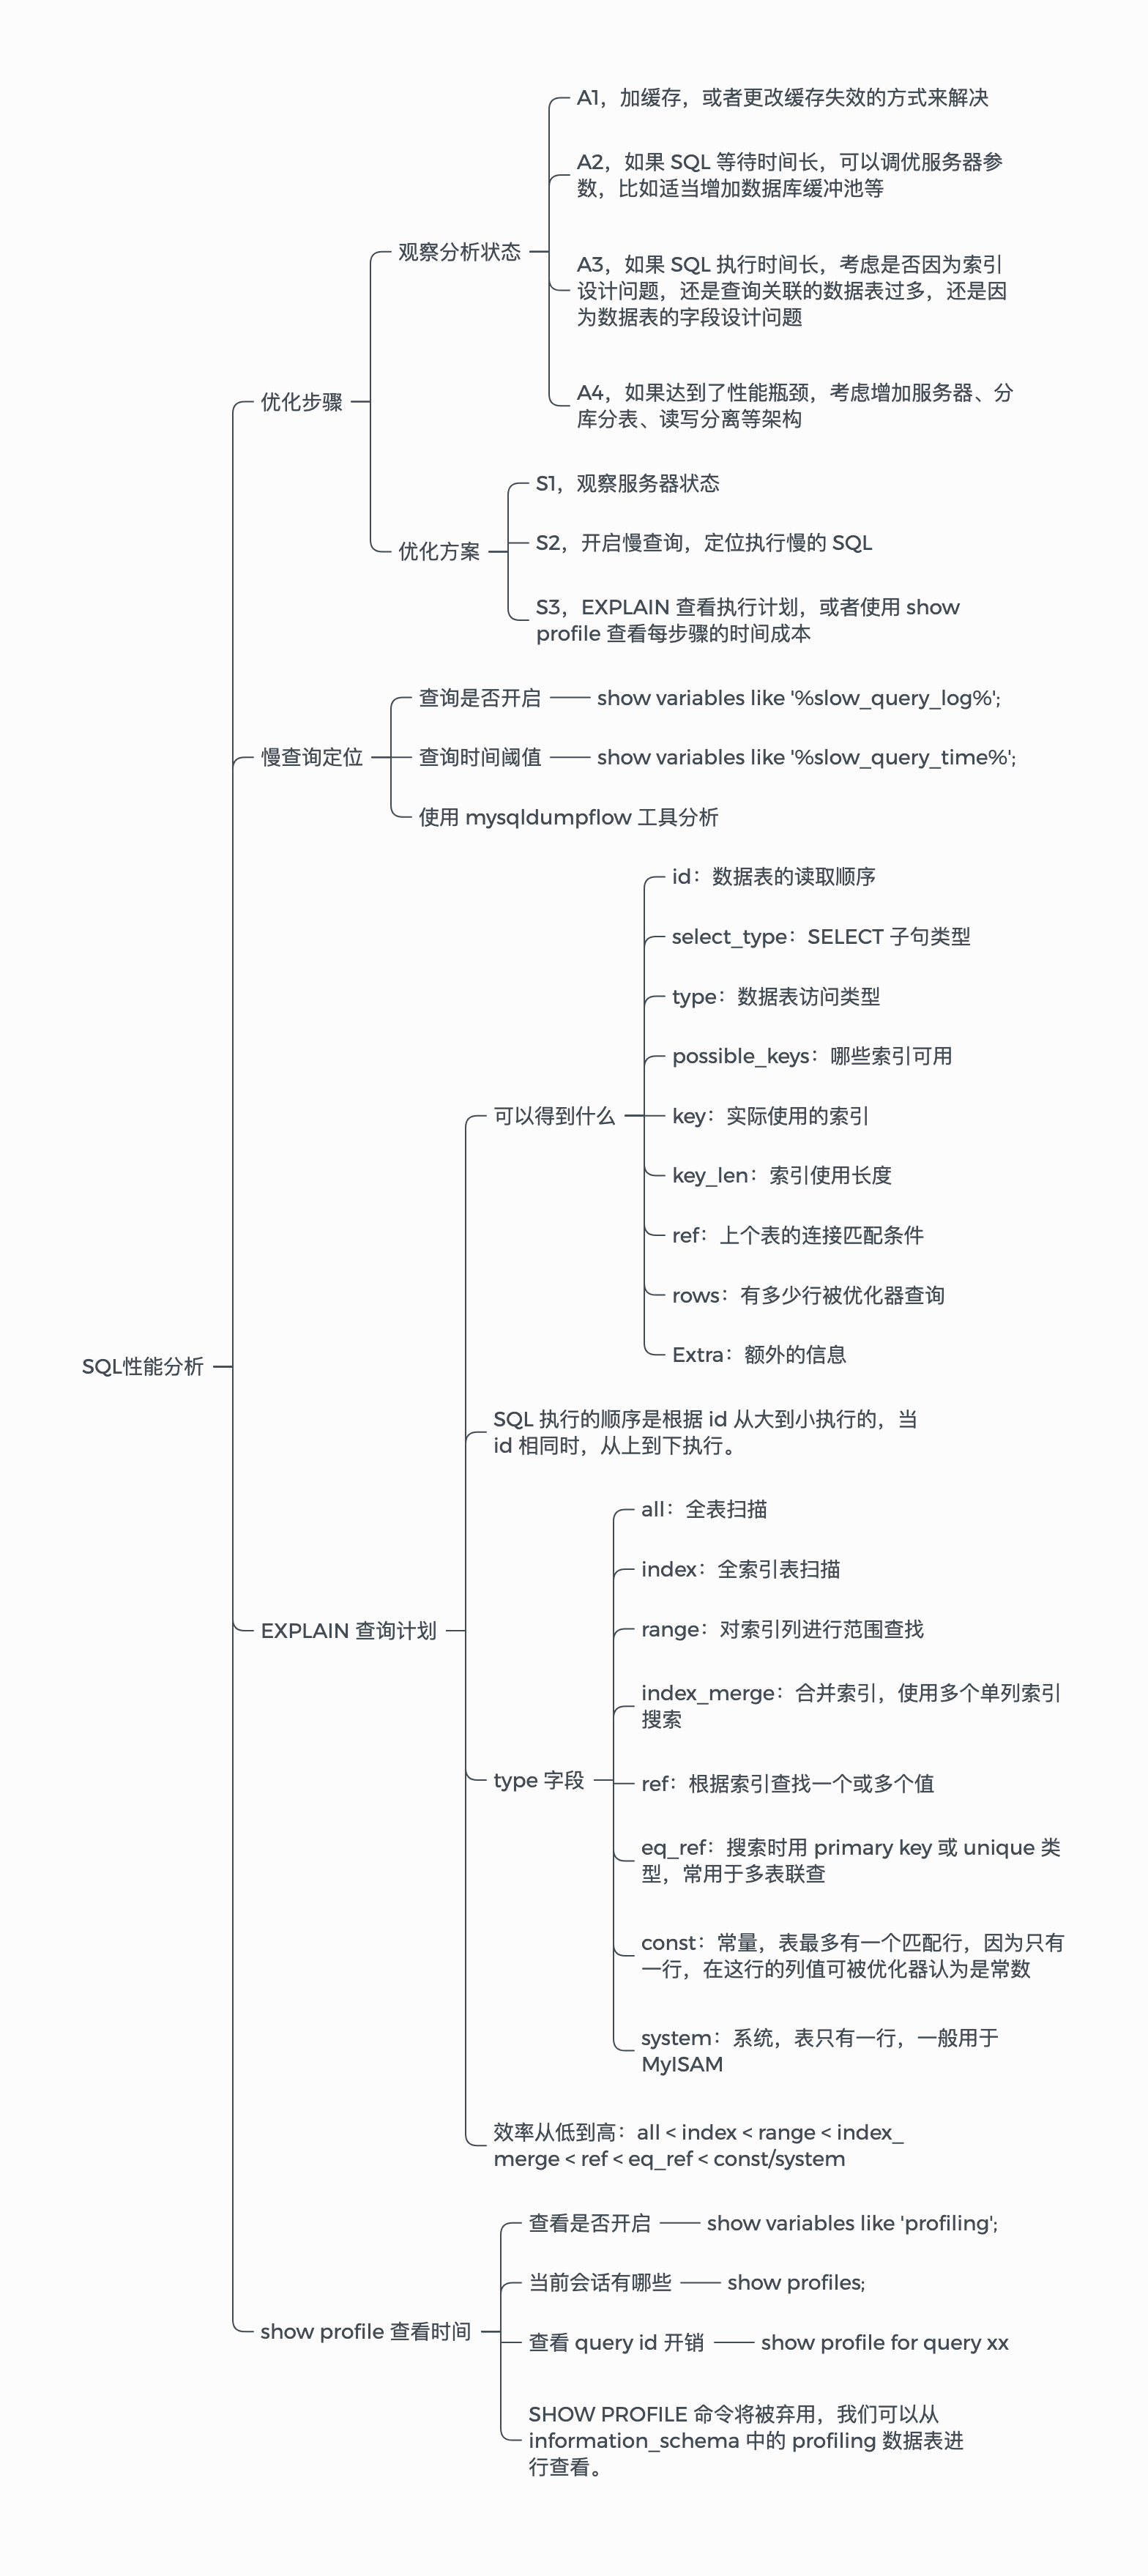 A1，加缓存，或者更改缓存失效的方式来解决
A2，如果 SQL 等待时间长，可以调优服务器参
数，比如适当增加数据库缓冲池等
观察分析状态
A3，如果 SQL 执行时间长，考虑是否因为索引
设计问题，还是查询关联的数据表过多，还是因
为数据表的字段设计问题
A4，如果达到了性能瓶颈，考虑增加服务器、分
库分表、读写分离等架构
优化步骤
S1，观察服务器状态
S2，开启慢查询，定位执行慢的 SQL
优化方案
S3，EXPLAIN 查看执行计划，或者使用 show
profile 查看每步骤的时间成本
查询是否开启
show variables like '%slow_query_log%';
慢查询定位
查询时间阈值
show variables like '%slow_query_time%';
使用 mysqldumpflow 工具分析
id：数据表的读取顺序
select_type：SELECT 子句类型
type：数据表访问类型
possible_keys：哪些索引可用
可以得到什么
key：实际使用的索引
key_len：索引使用长度
ref：上个表的连接匹配条件
rows：有多少行被优化器查询
Extra：额外的信息
SQL性能分析
SQL 执行的顺序是根据 id 从大到小执行的，当
id 相同时，从上到下执行。
all：全表扫描
index：全索引表扫描
range：对索引列进行范围查找
EXPLAIN 查询计划
index_merge：合并索引，使用多个单列索引
搜索
type 字段
ref：根据索引查找一个或多个值
eq_ref：搜索时用 primary key 或 unique 类
型，常用于多表联查
const：常量，表最多有一个匹配行，因为只有
一行，在这行的列值可被优化器认为是常数
system：系统，表只有一行，一般用于
MyISAM
效率从低到高：all < index < range < index_
merge < ref < eq_ref < const/system
查看是否开启
show variables like 'profiling';
当前会话有哪些
show profiles;
show profile 查看时间
查看 query id 开销
show profile for query xx
SHOW PROFILE 命令将被弃用，我们可以从
information_schema 中的 profiling 数据表进
行查看。